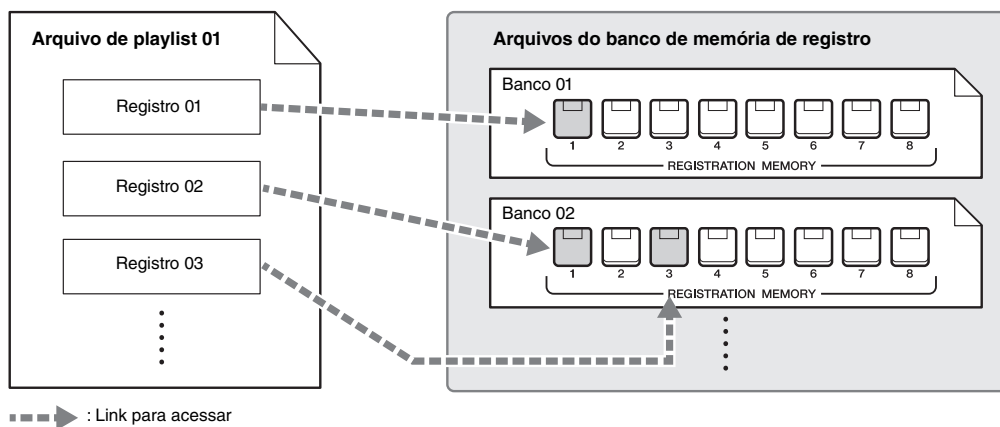 Arquivo de playlist 01
Registro 01
Registro 02
Registro 03
Arquivos do banco de memória de registro
Banco 01
1 2 3 4 5 6 7 8
REGISTRATION MEMORY
Banco 02
1 2 3 4 5 6 7 8
REGISTRATION MEMORY
: Link para acessar